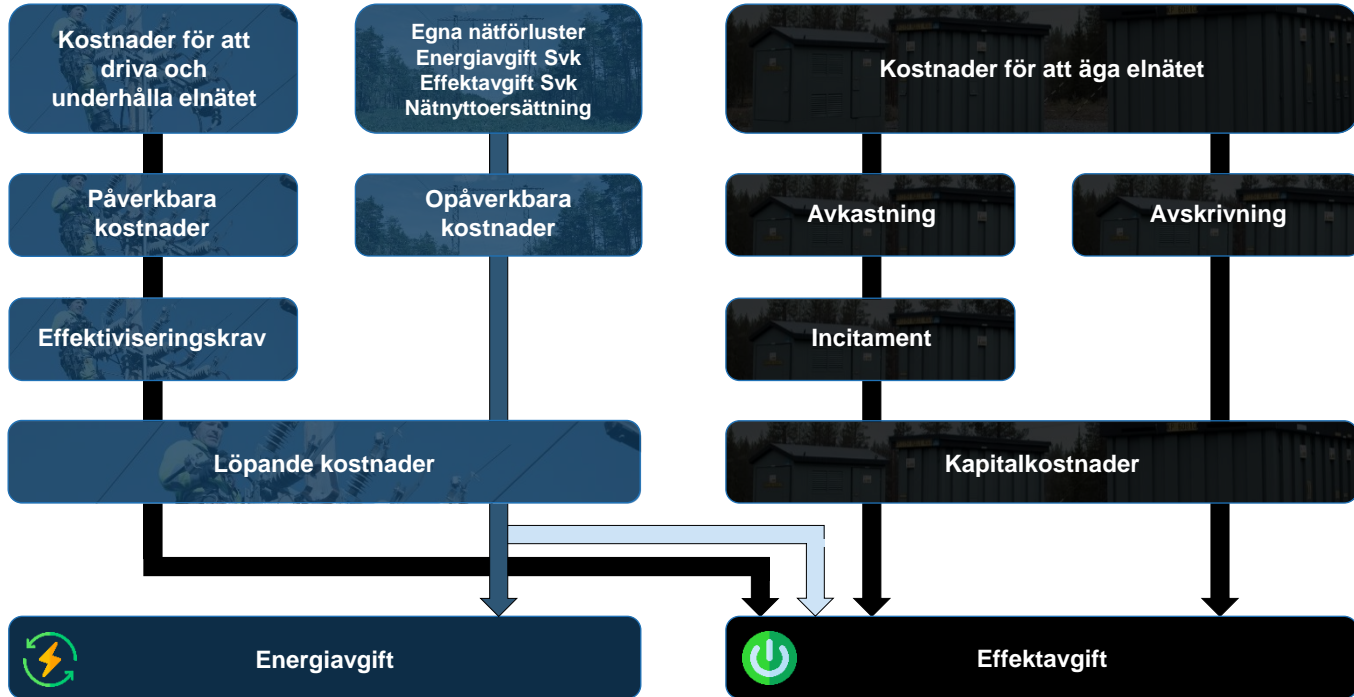 Kostnader för att
driva och
underhålla elnätet
Egna nätförluster
Energiavgift Svk
Effektavgift Svk
Nätnyttoersättning
Kostnader för att äga elnätet
Påverkbara
kostnader
Opåverkbara
kostnader
Avkastning
Avskrivning
Effektiviseringskrav
Incitament
Löpande kostnader
Kapitalkostnader
Energiavgift
Effektavgift